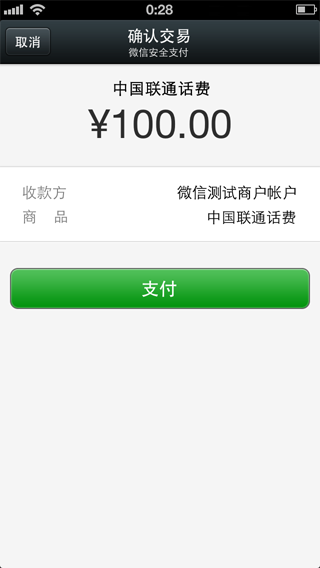 0:28
取消
确认交易
微信安全支付
中国联通话费
¥100.00
收款方 微信测试商户帐户
商 品 中国联通话费
支付